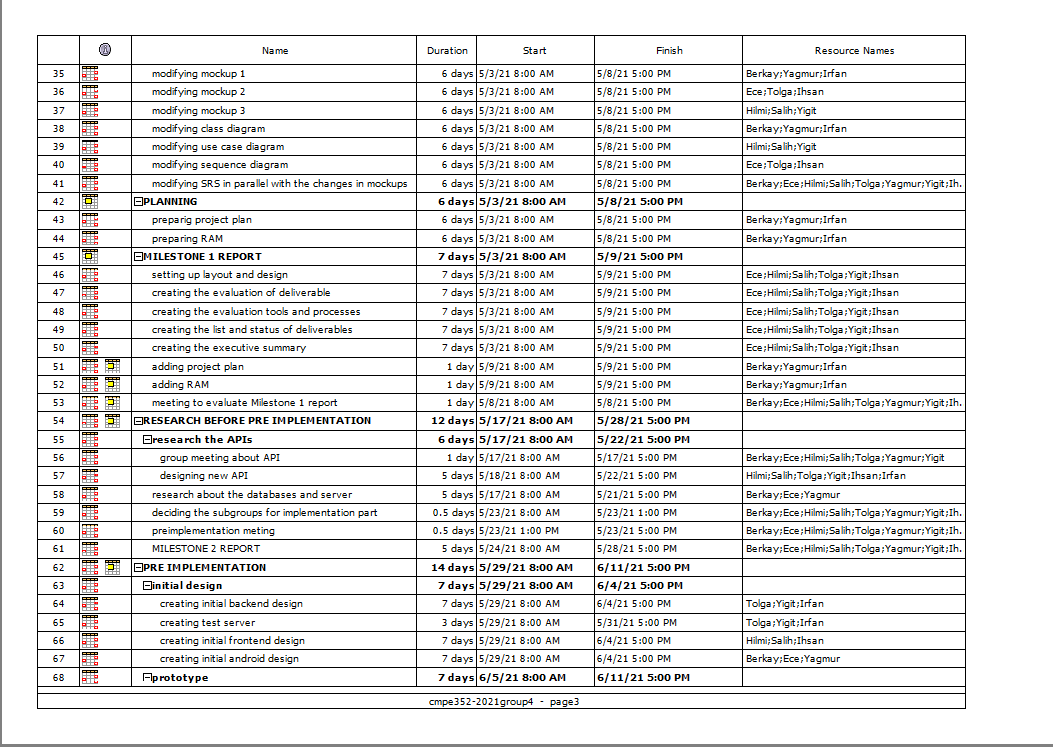 Name Duration Start Finish Resource Names
35 modifying mockup 1 6 days 5/3/21 8:00 AM 5/8/21 5:00 PM Berkay;Yagmur;Irfan
36 modifying mockup 2 6 days 5/3/21 8:00 AM 5/8/21 5:00 PM Ece;Tolga;Ihsan
37 modifying mockup 3 6 days 5/3/21 8:00 AM 5/8/21 5:00 PM Hilmi;Salih;Yigit
38 modifying class diagram 6 days 5/3/21 8:00 AM 5/8/21 5:00 PM Berkay;Yagmur;Irfan
39 modifying use case diagram 6 days 5/3/21 8:00 AM 5/8/21 5:00 PM Hilmi;Salih;Yigit
40 modifying sequence diagram 6 days 5/3/21 8:00 AM 5/8/21 5:00 PM Ece;Tolga;Ihsan
41 modifying SRS in parallel with the changes in mockups 6 days 5/3/21 8:00 AM 5/8/21 5:00 PM Berkay;Ece;Hilmi;Salih;Tolga;Yagmur;Yigit;Ih.
42 PLANNING 6 days 5/3/21 8:00 AM 5/8/21 5:00 PM
43 preparig project plan 6 days 5/3/21 8:00 AM 5/8/21 5:00 PM Berkay;Yagmur;Irfan
44 preparing RAM 6 days 5/3/21 8:00 AM 5/8/21 5:00 PM Berkay;Yagmur;Irfan
45 MILESTONE 1 REPORT 7 days 5/3/21 8:00 AM 5/9/21 5:00 PM
46 setting up layout and design 7 days 5/3/21 8:00 AM 5/9/21 5:00 PM Ece;Hilmi;Salih;Tolga;Yigit;Ihsan
47 creating the evaluation of deliverable 7 days 5/3/21 8:00 AM 5/9/21 5:00 PM Ece;Hilmi;Salih;Tolga;Yigit;Ihsan
48 creating the evaluation tools and processes 7 days 5/3/21 8:00 AM 5/9/21 5:00 PM Ece;Hilmi;Salih;Tolga;Yigit;Ihsan
49 creating the list and status of deliverables 7 days 5/3/21 8:00 AM 5/9/21 5:00 PM Ece;Hilmi;Salih;Tolga;Yigit;Ihsan
50 creating the executive summary 7 days 5/3/21 8:00 AM 5/9/21 5:00 PM Ece;Hilmi;Salih;Tolga;Yigit;Ihsan
51 adding project plan 1 day 5/9/21 8:00 AM 5/9/21 5:00 PM Berkay;Yagmur;Irfan
52 adding RAM 1 day 5/9/21 8:00 AM 5/9/21 5:00 PM Berkay;Yagmur;Irfan
53 meeting to evaluate Milestone 1 report 1 day 5/8/21 8:00 AM 5/8/21 5:00 PM Berkay;Ece;Hilmi;Salih;Tolga;Yagmur;Yigit;Ih.
54 RESEARCH BEFORE PRE IMPLEMENTATION 12 days 5/17/21 8:00 AM 5/28/21 5:00 PM
55 research the APIs 6 days 5/17/21 8:00 AM 5/22/21 5:00 PM
56 group meeting about API 1 day 5/17/21 8:00 AM 5/17/21 5:00 PM Berkay;Ece;Hilmi;Salih;Tolga;Yagmur;Yigit
57 designing new API 5 days 5/18/21 8:00 AM 5/22/21 5:00 PM Hilmi;Salih;Tolga;Yigit;Ihsan;Irfan
58 research about the databases and server 5 days 5/17/21 8:00 AM 5/21/21 5:00 PM Berkay;Ece;Yagmur
59 deciding the subgroups for implementation part 0.5 days 5/23/21 8:00 AM 5/23/21 1:00 PM Berkay;Ece;Hilmi;Salih;Tolga;Yagmur;Yigit;Ih.
60 preimplementation meting 0.5 days 5/23/21 1:00 PM 5/23/21 5:00 PM Berkay;Ece;Hilmi;Salih;Tolga;Yagmur;Yigit;Ih.
61 MILESTONE 2 REPORT 5 days 5/24/21 8:00 AM 5/28/21 5:00 PM Berkay;Ece;Hilmi;Salih;Tolga;Yagmur;Yigit;Ih.
62 PRE IMPLEMENTATION 14 days 5/29/21 8:00 AM 6/11/21 5:00 PM
63 initial design 7 days 5/29/21 8:00 AM 6/4/21 5:00 PM
64 creating initial backend design 7 days 5/29/21 8:00 AM 6/4/21 5:00 PM Tolga;Yigit;Irfan
65 creating test server 3 days 5/29/21 8:00 AM 5/31/21 5:00 PM Tolga;Yigit;Irfan
66 creating initial frontend design 7 days 5/29/21 8:00 AM 6/4/21 5:00 PM Hilmi;Salih;Ihsan
67 creating initial android design 7 days 5/29/21 8:00 AM 6/4/21 5:00 PM Berkay;Ece;Yagmur
68 prototype 7 days 6/5/21 8:00 AM 6/11/21 5:00 PM
cmpe352-2021group4 - page3